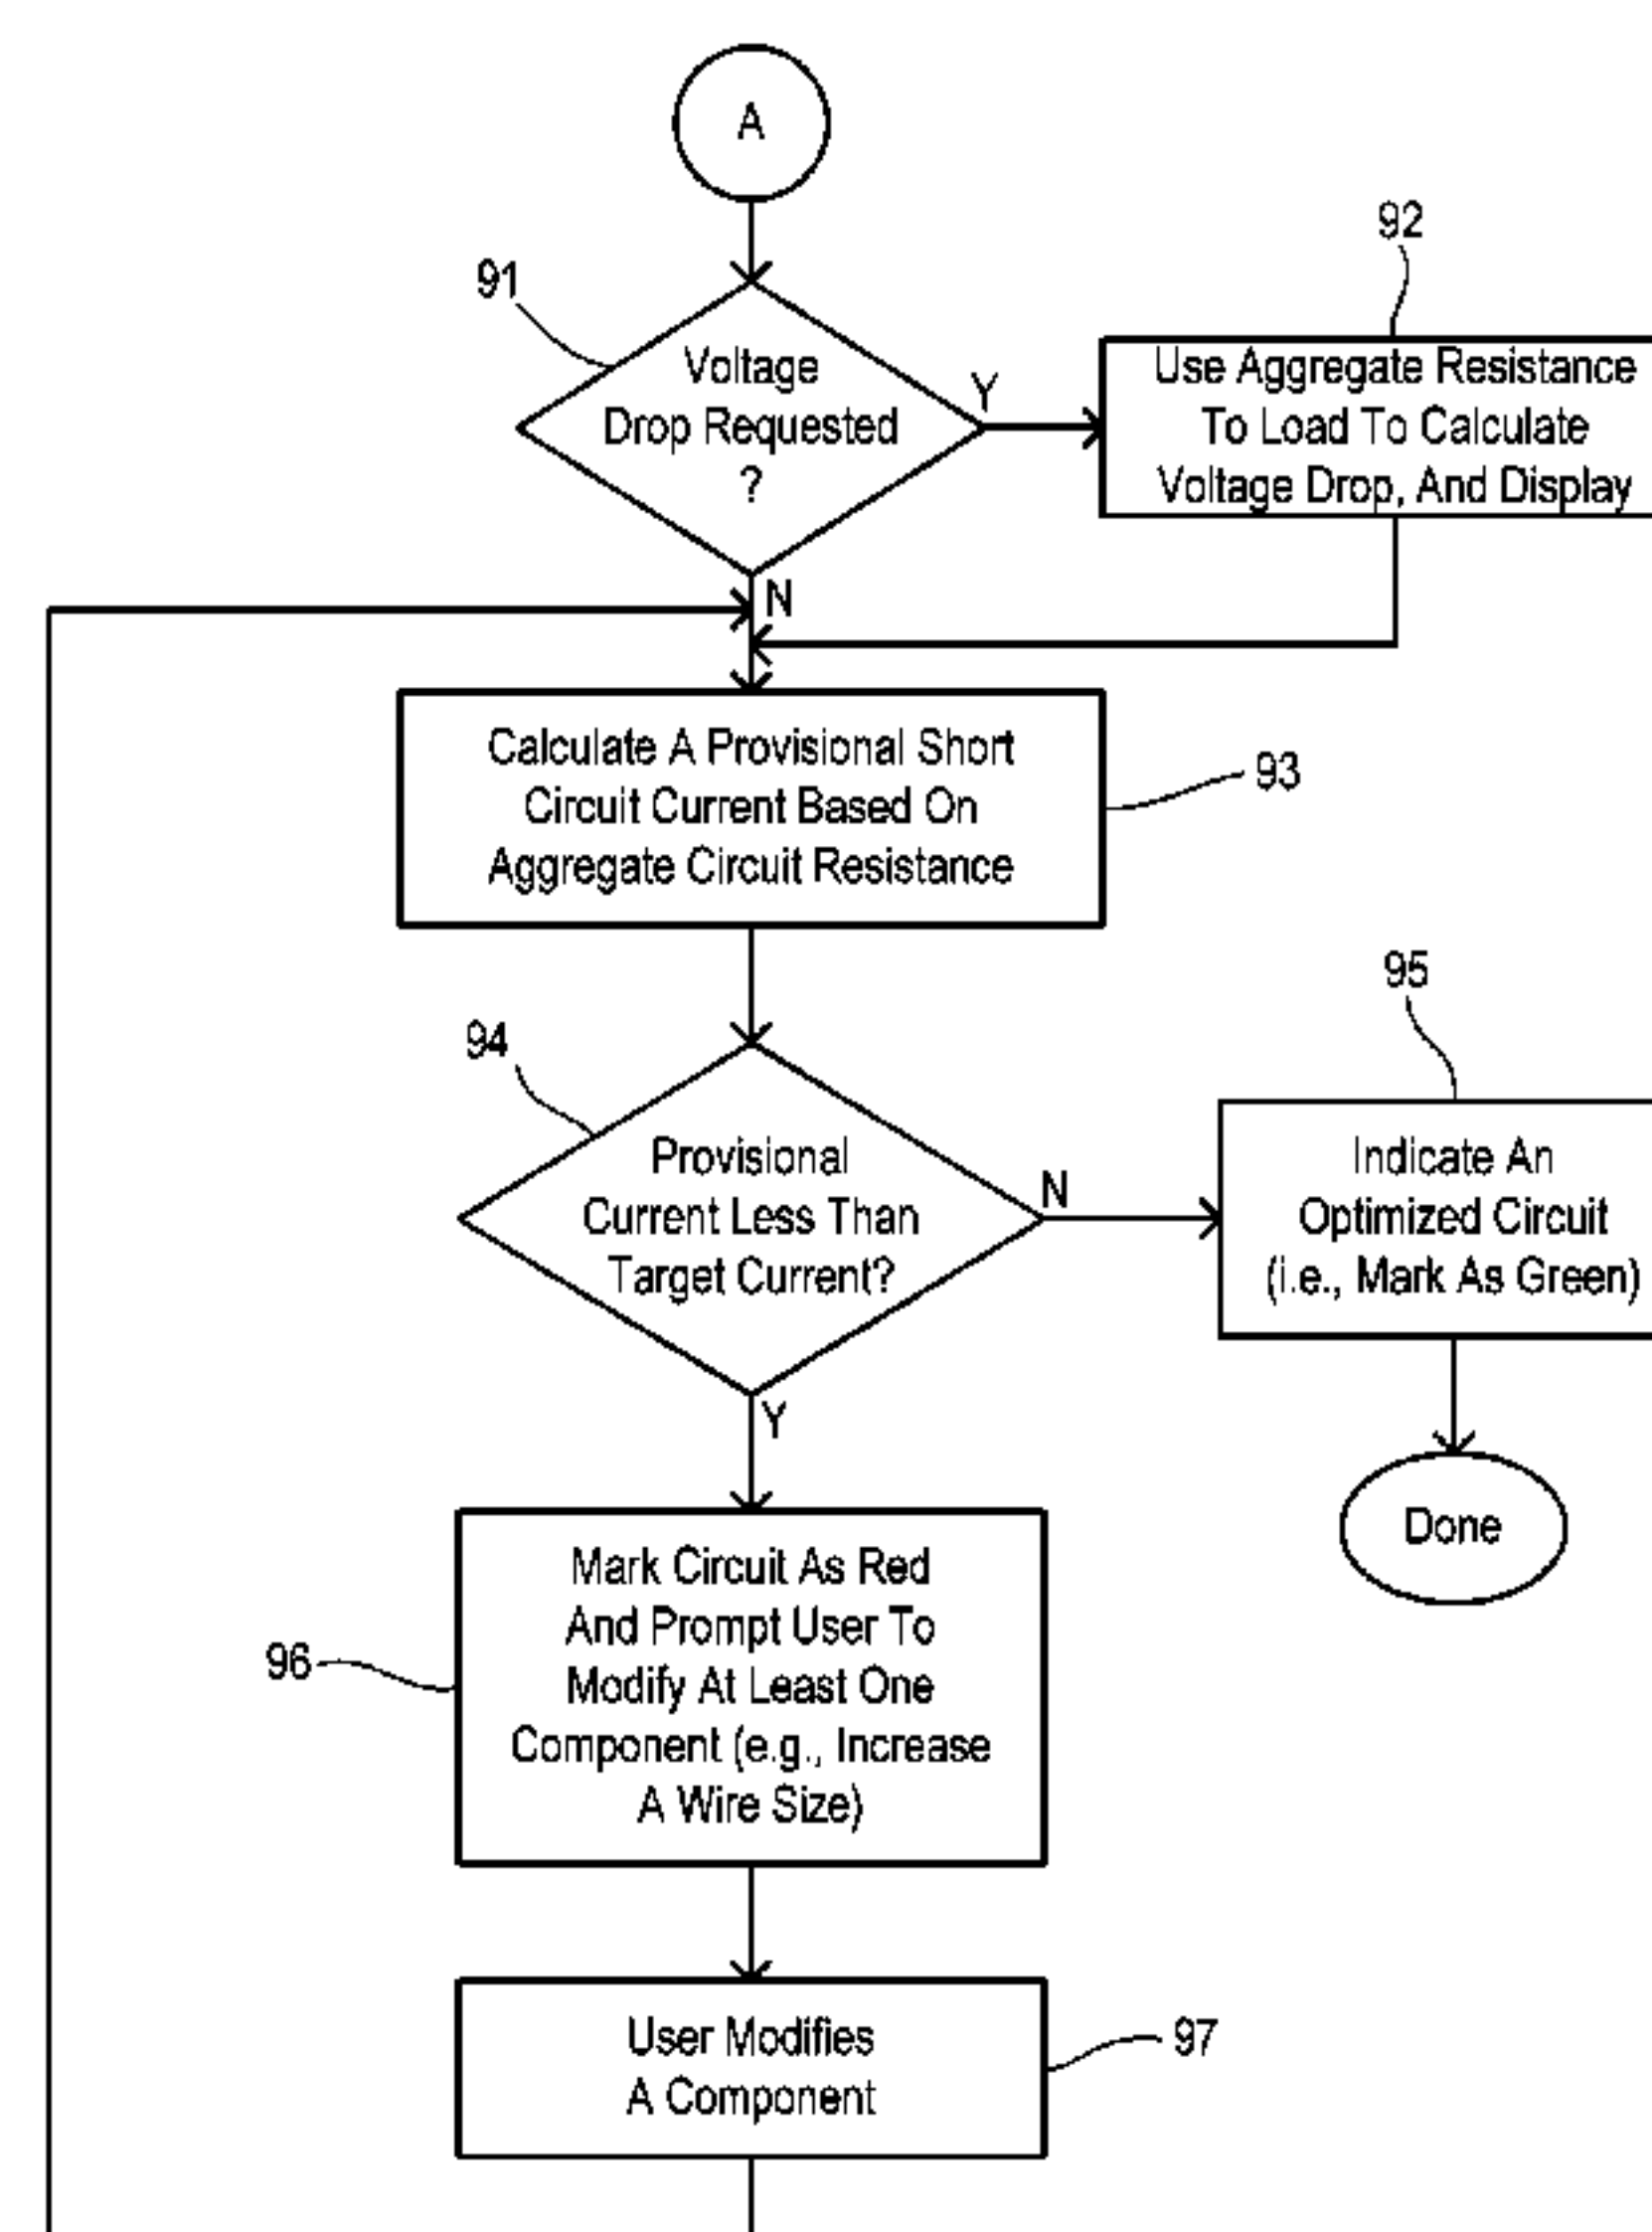 A
91
Voltage
Drop Requested
?
Y
92
Use Aggregate Resistance
To Load To Calculate
Voltage Drop, And Display
N
Calculate A Provisional Short
Circuit Current Based On
Aggregate Circuit Resistance
93
94
Provisional
Current Less Than
Target Current?
N
95
Indicate An
Optimized Circuit
(i.e., Mark As Green)
Y
Done
96
Mark Circuit As Red
And Prompt User To
Modify At Least One
Component (e.g., Increase
A Wire Size)
User Modifies
A Component
97